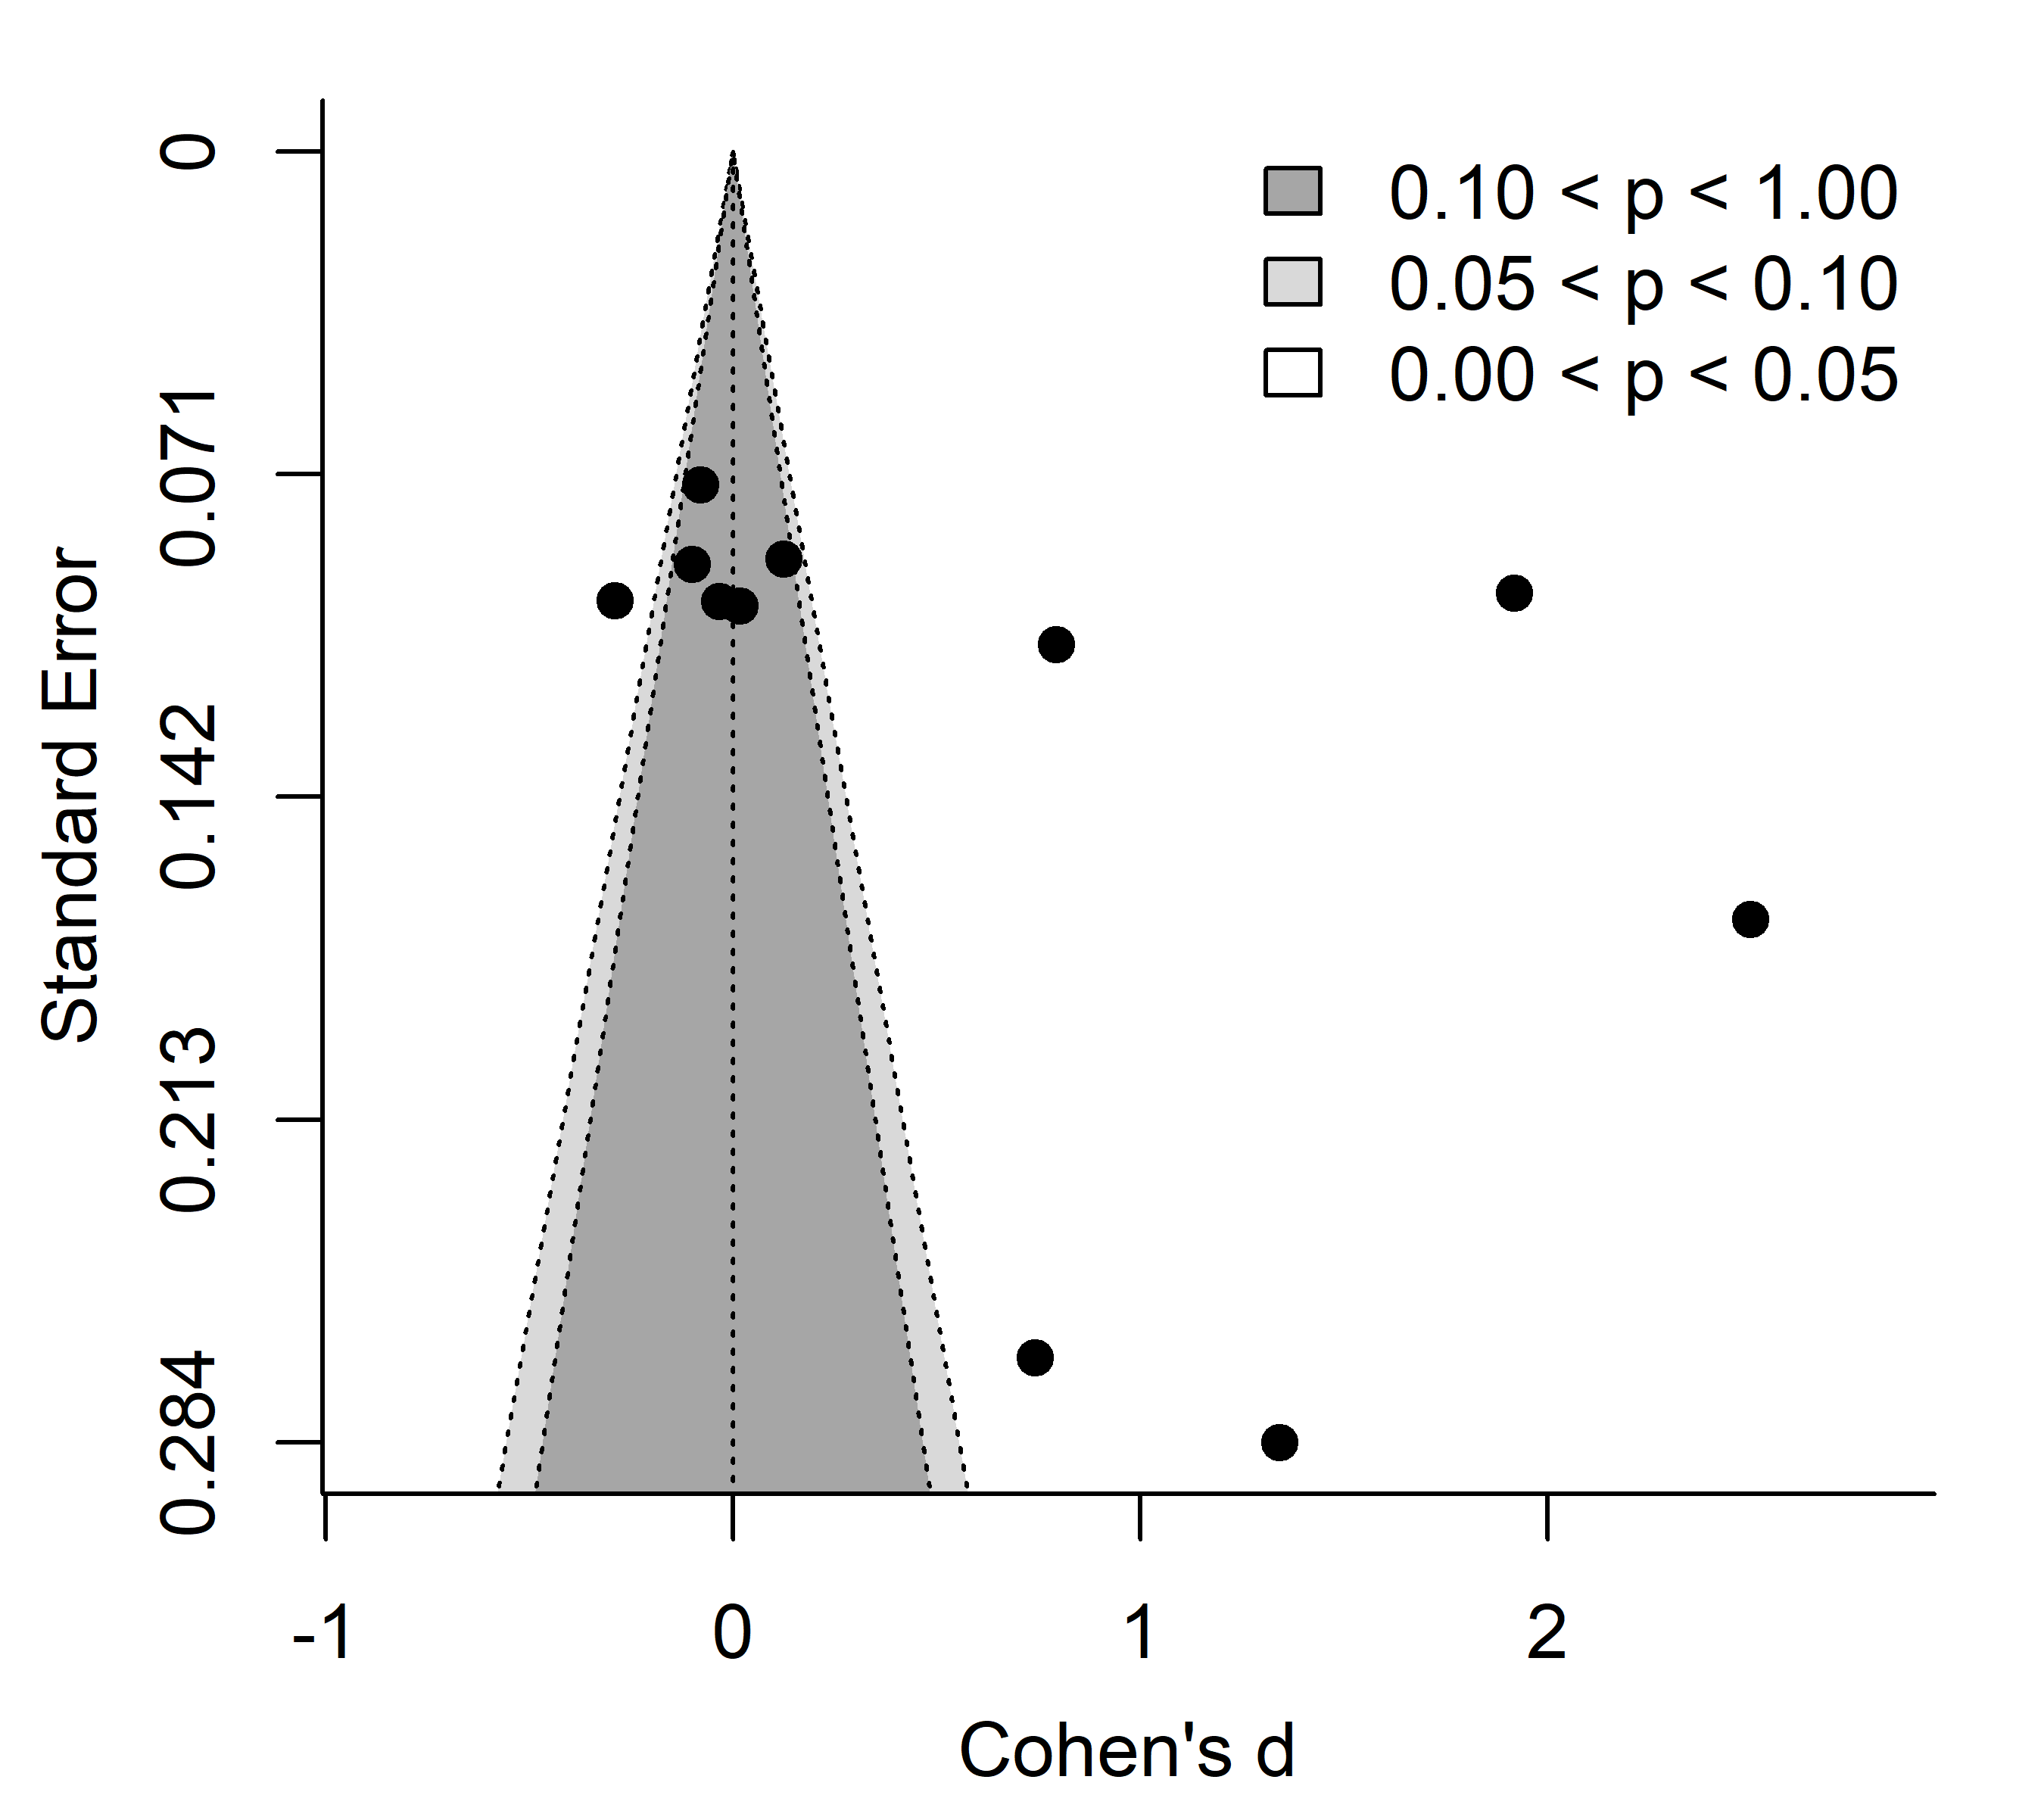 0.10 < p < 1.00
0.05 < p < 0.10
0.00 < p < 0.05
Standard Error
0
0.071
0.142
0.213
0.284
-1
0
1
2
Cohen's d